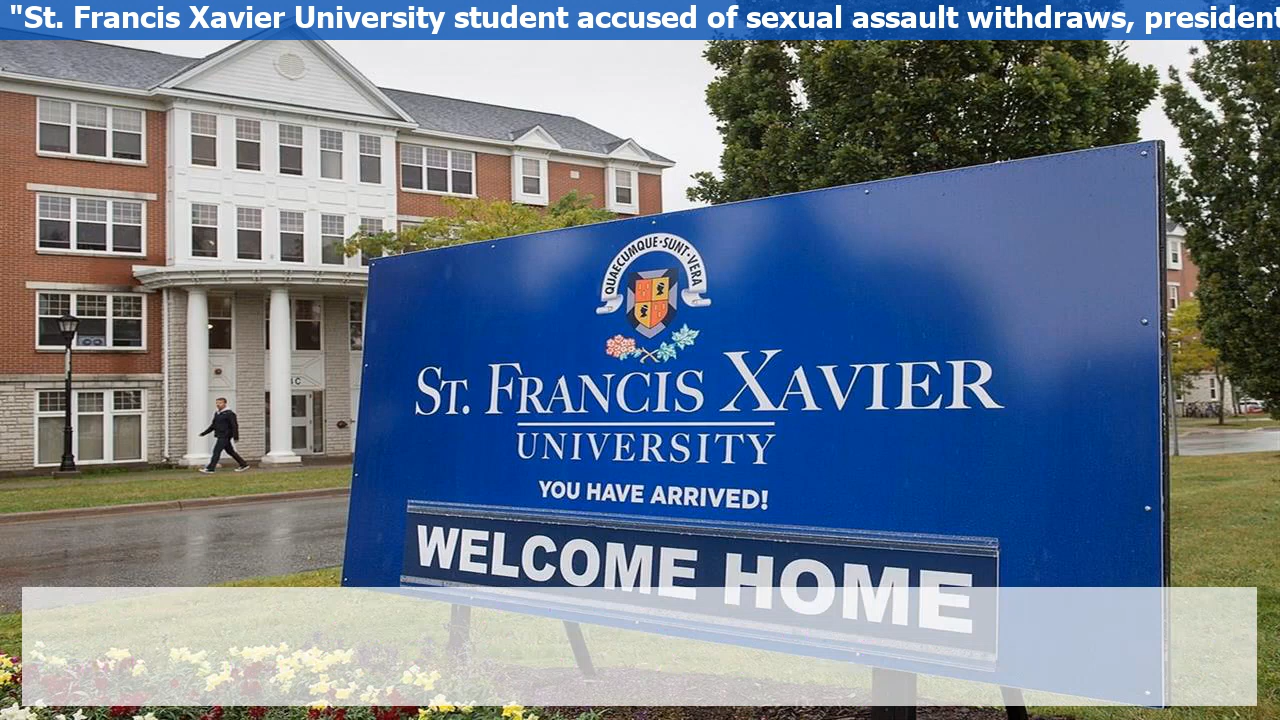 "St. Francis Xavier University student accused of sexual assault withdraws, president
QUAECUMQUE·SUNT·VERA
ST. FRANCIS XAVIER
UNIVERSITY
YOU HAVE ARRIVED!
WELCOME HOME